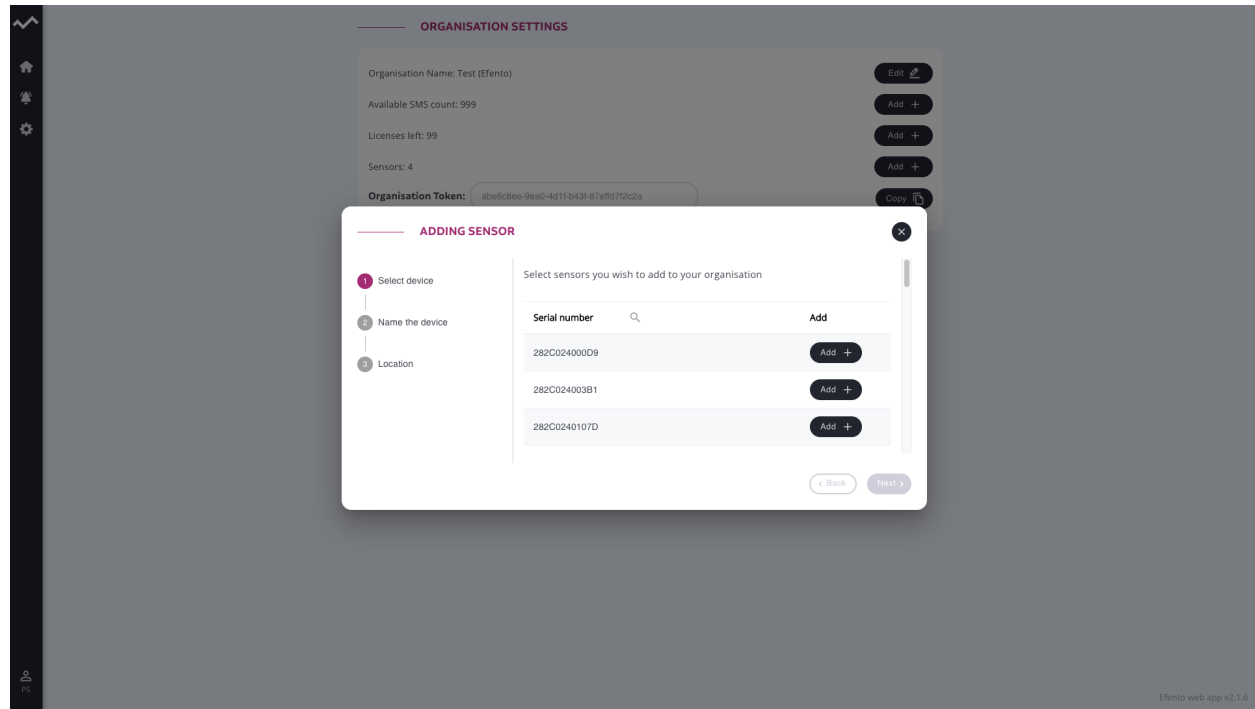 ORGANISATION SETTINGS
Organisation Name: Test (Efento)
Edit
Available SMS count: 999
Add +
Licenses left: 99
Add +
Sensors: 4
Add +
Organisation Token: abe6c8ee-9ea0-4d1f-b43f-87effd7f2c2a
Copy
ADDING SENSOR
1 Select device
2 Name the device
3 Location
Select sensors you wish to add to your organisation
Serial number Add
282C024000D9 Add +
282C024003B1 Add +
282C0240107D Add +
< Back Next >
PS
Efento web app v2.1.6